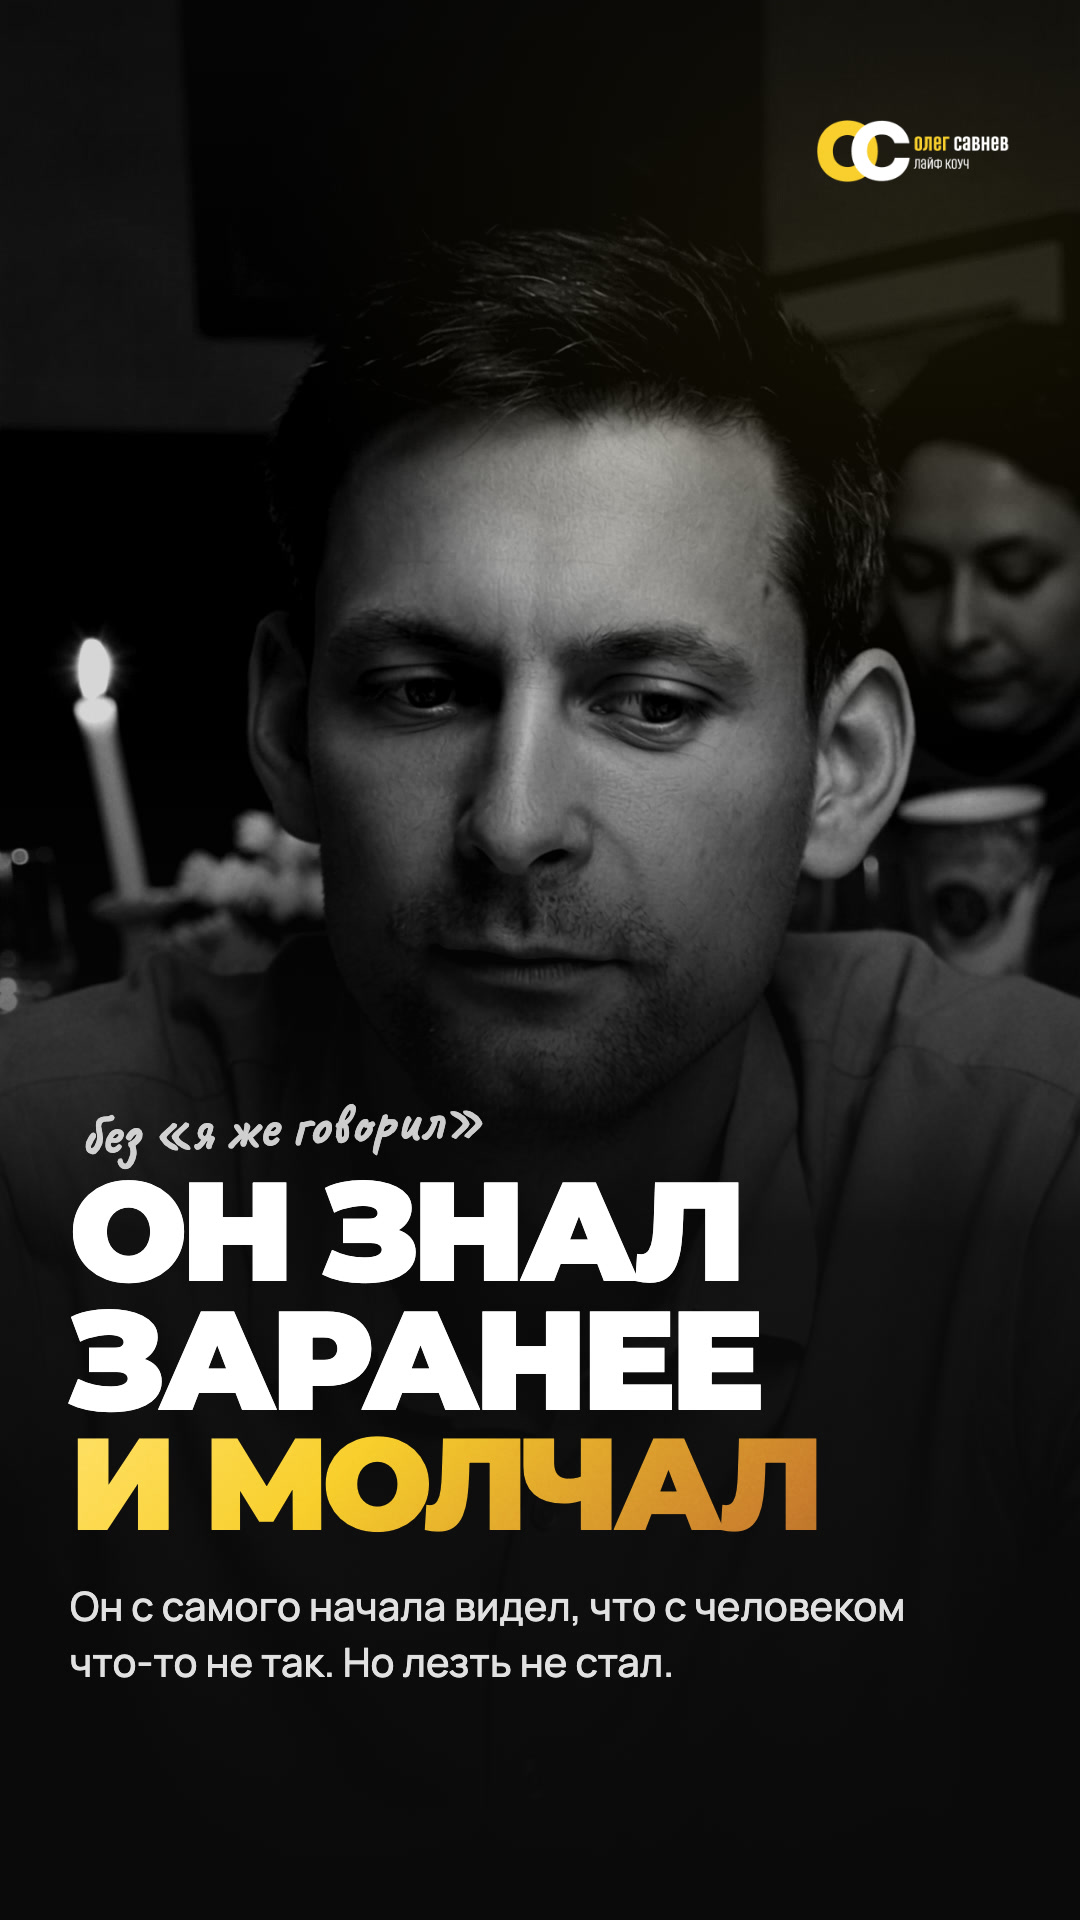 ОС олег савнев
лайф коуч
без «я же говорил»
ОН ЗНАЛ
ЗАРАНЕЕ
И МОЛЧАЛ
Он с самого начала видел, что с человеком
что-то не так. Но лезть не стал.